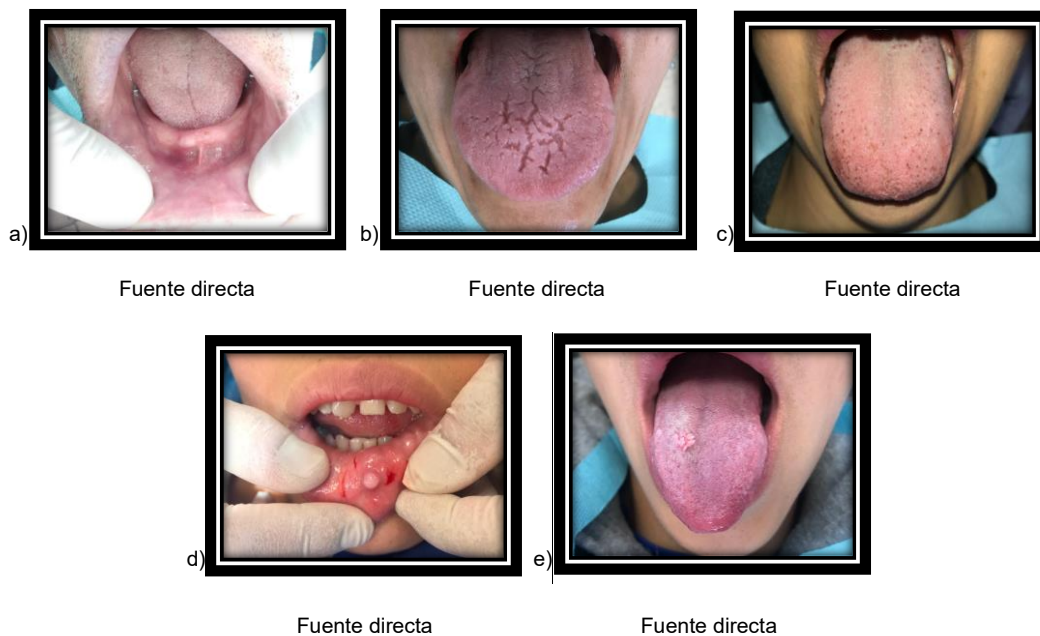 a) b) c)
Fuente directa Fuente directa Fuente directa
d) e)
Fuente directa Fuente directa